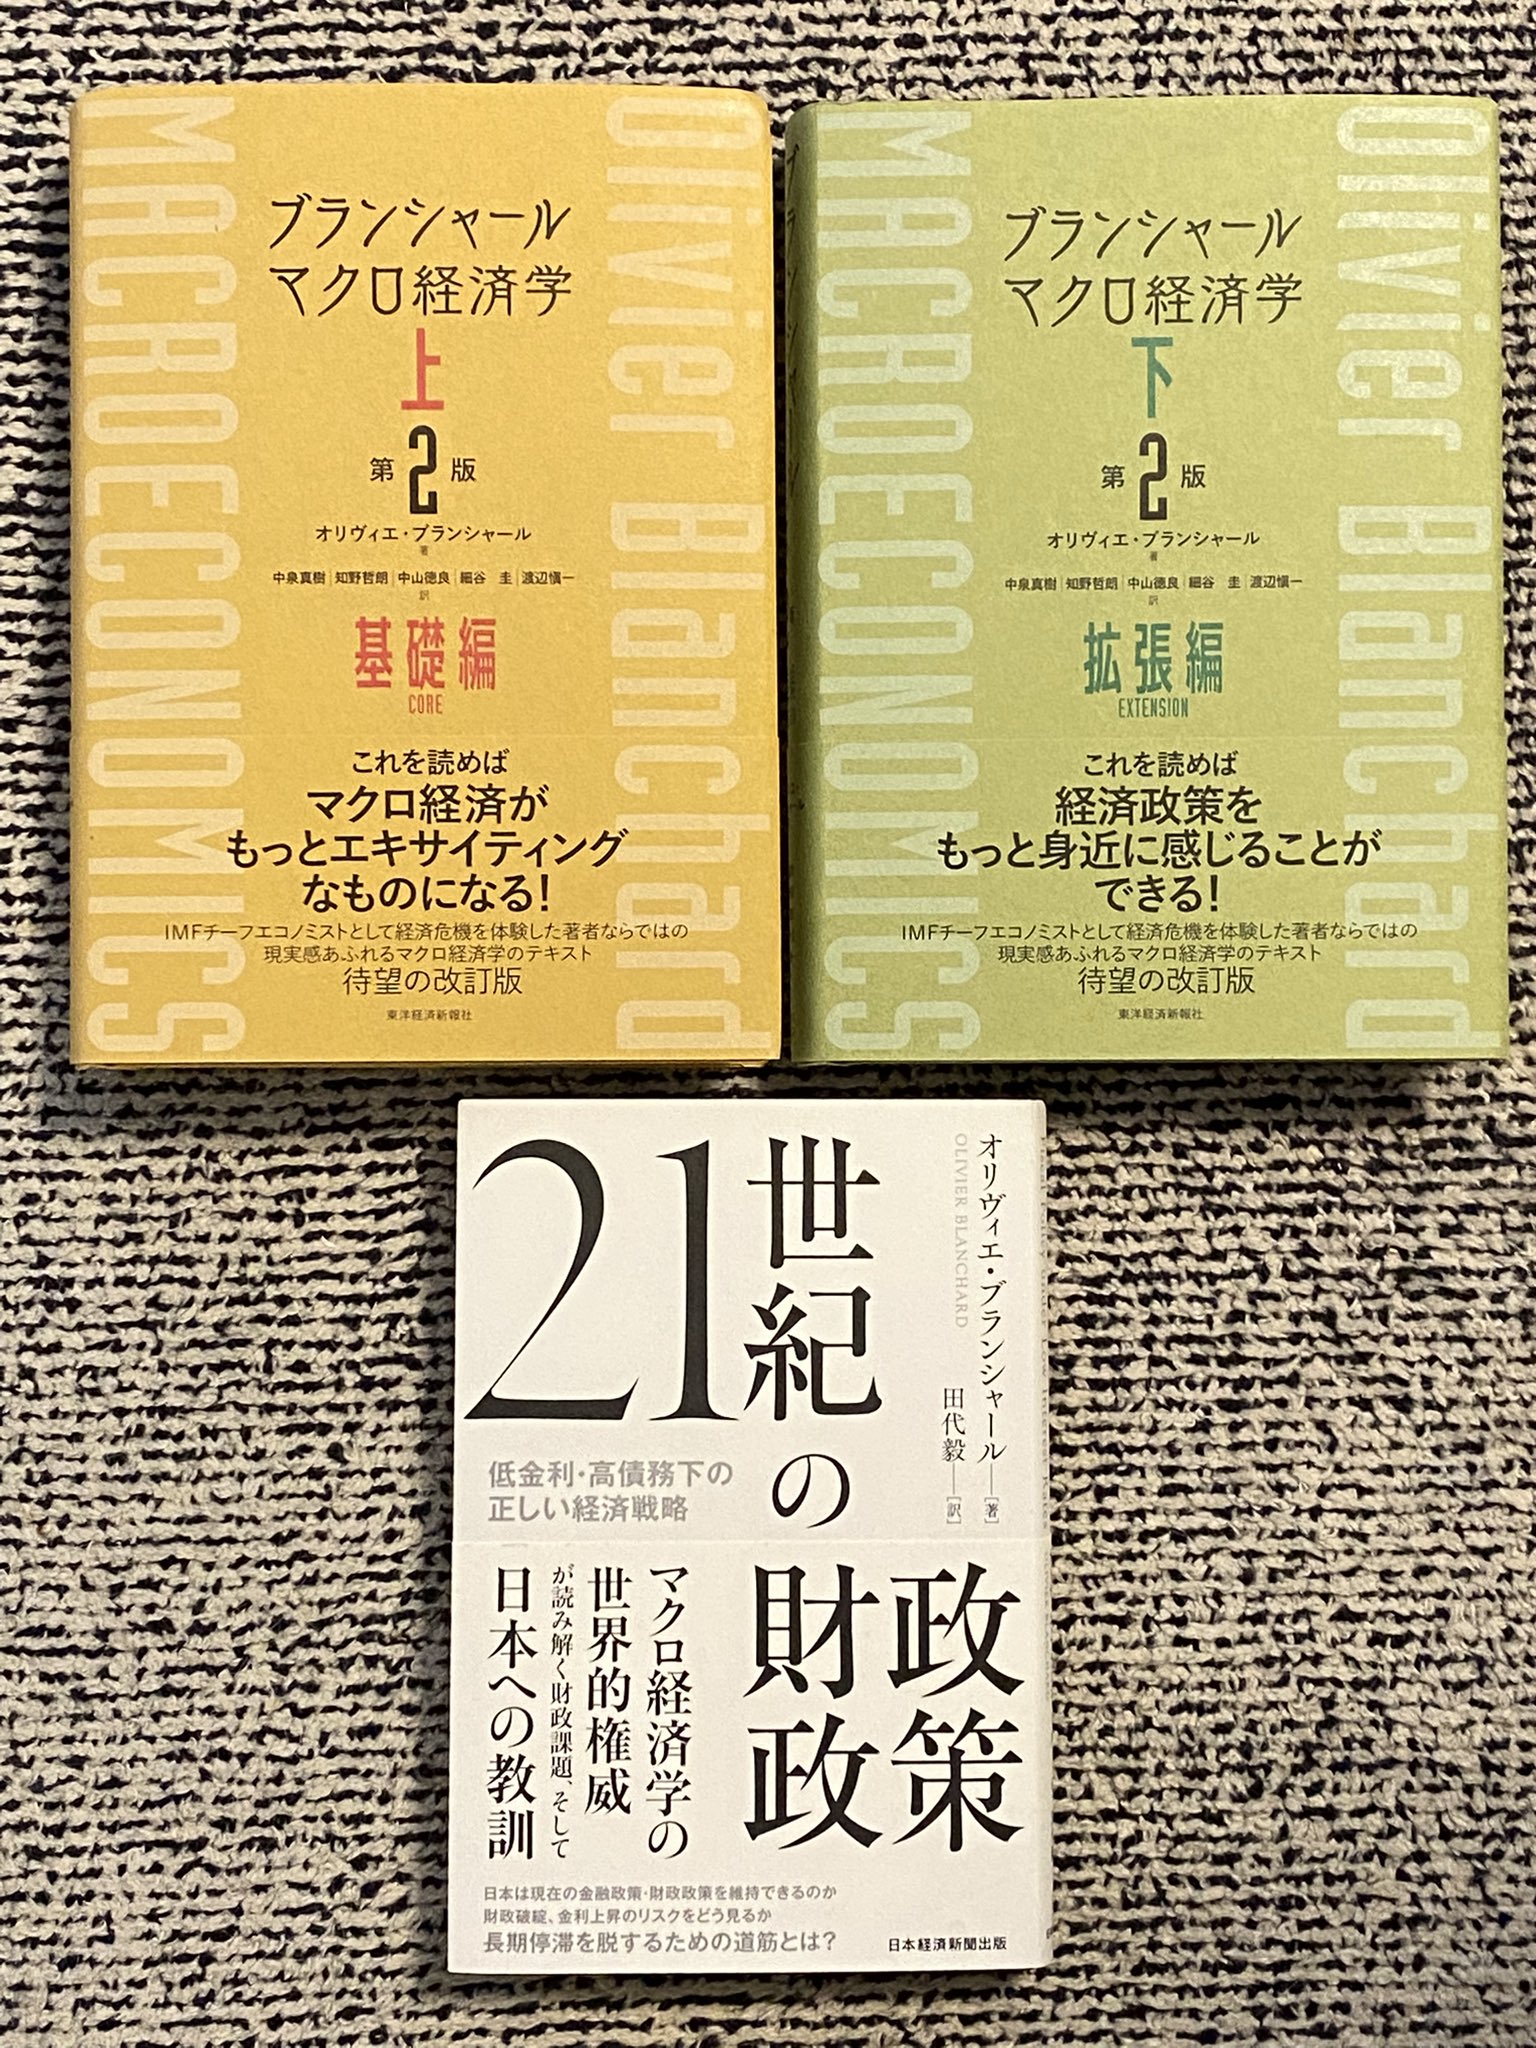 MACROECONOMICS
Olivier Blanchard
ブランシャール
マクロ経済学
上
第2版
オリヴィエ・ブランシャール
著
中泉真樹|知野哲朗|中山徳良|細谷 圭|渡辺愼一
訳
基礎編
CORE
これを読めば
マクロ経済が
もっとエキサイティング
なものになる!
IMFチーフエコノミストとして経済危機を体験した著者ならではの
現実感あふれるマクロ経済学のテキスト
待望の改訂版
東洋経済新報社
MACROECONOMICS
Olivier Blanchard
ブランシャール
マクロ経済学
下
第2版
オリヴィエ・ブランシャール
著
中泉真樹|知野哲朗|中山徳良|細谷 圭|渡辺愼一
訳
拡張編
EXTENSION
これを読めば
経済政策を
もっと身近に感じることが
できる!
IMFチーフエコノミストとして経済危機を体験した著者ならではの
現実感あふれるマクロ経済学のテキスト
待望の改訂版
東洋経済新報社
オリヴィエ・ブランシャール―[著]
OLIVIER BLANCHARD
田代毅―[訳]
21世紀の
財政
政策
低金利・高債務下の
正しい経済戦略
マクロ経済学の
世界的権威
が読み解く財政課題、そして
日本への教訓
日本は現在の金融政策・財政政策を維持できるのか
財政破綻、金利上昇のリスクをどう見るか
長期停滞を脱するための道筋とは?
日本経済新聞出版